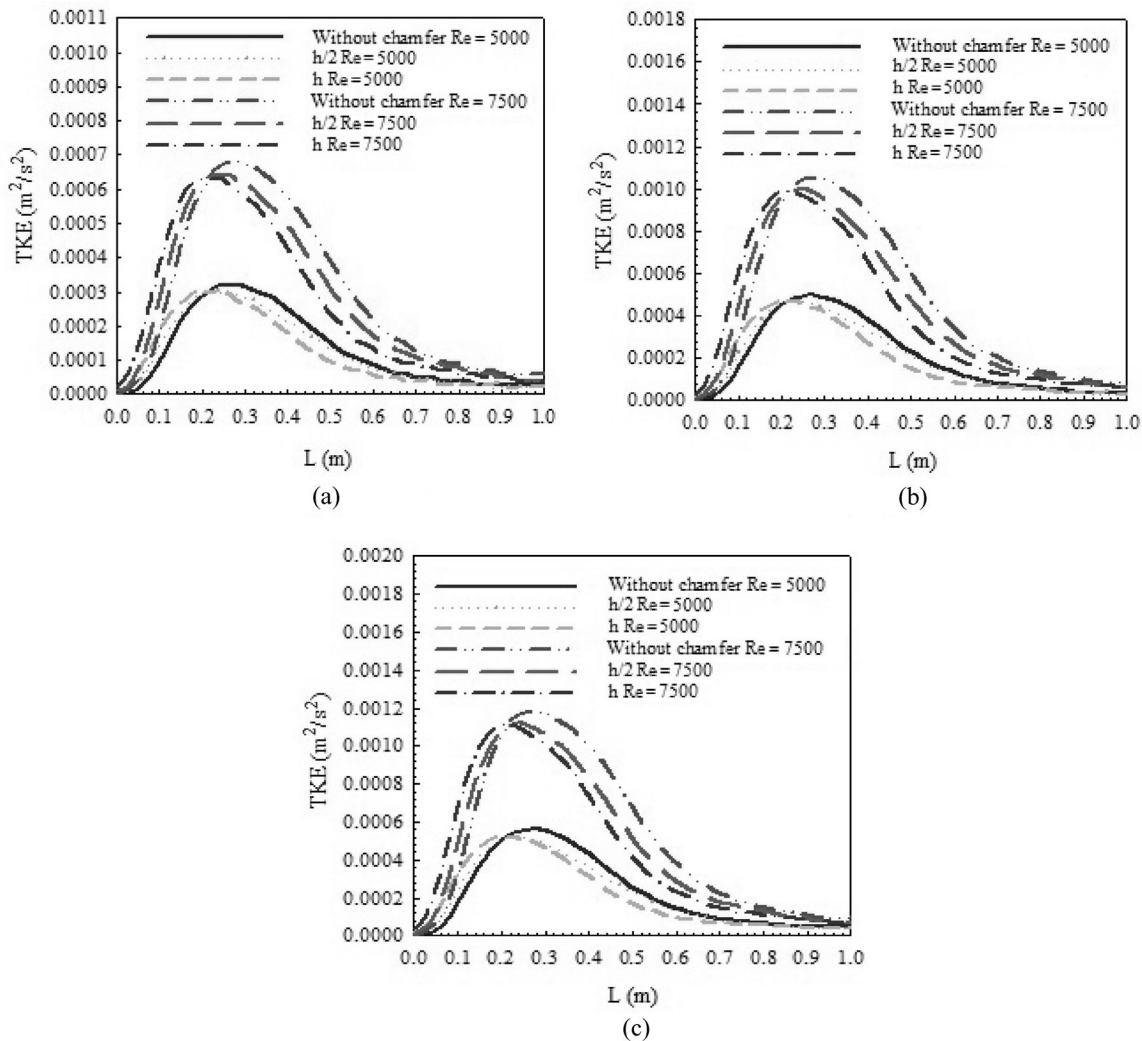 0.0011
0.0010
0.0009
0.0008
0.0007
0.0006
0.0005
0.0004
0.0003
0.0002
0.0001
0.0000
TKE (m²/s²)
Without chamfer Re = 5000
h/2 Re = 5000
h Re = 5000
Without chamfer Re = 7500
h/2 Re = 7500
h Re = 7500
0.0 0.1 0.2 0.3 0.4 0.5 0.6 0.7 0.8 0.9 1.0
L (m)
(a)
0.0018
0.0016
0.0014
0.0012
0.0010
0.0008
0.0006
0.0004
0.0002
0.0000
TKE (m²/s²)
Without chamfer Re = 5000
h/2 Re = 5000
h Re = 5000
Without chamfer Re = 7500
h/2 Re = 7500
h Re = 7500
0.0 0.1 0.2 0.3 0.4 0.5 0.6 0.7 0.8 0.9 1.0
L (m)
(b)
0.0020
0.0018
0.0016
0.0014
0.0012
0.0010
0.0008
0.0006
0.0004
0.0002
0.0000
TKE (m²/s²)
Without chamfer Re = 5000
h/2 Re = 5000
h Re = 5000
Without chamfer Re = 7500
h/2 Re = 7500
h Re = 7500
0.0 0.1 0.2 0.3 0.4 0.5 0.6 0.7 0.8 0.9 1.0
L (m)
(c)